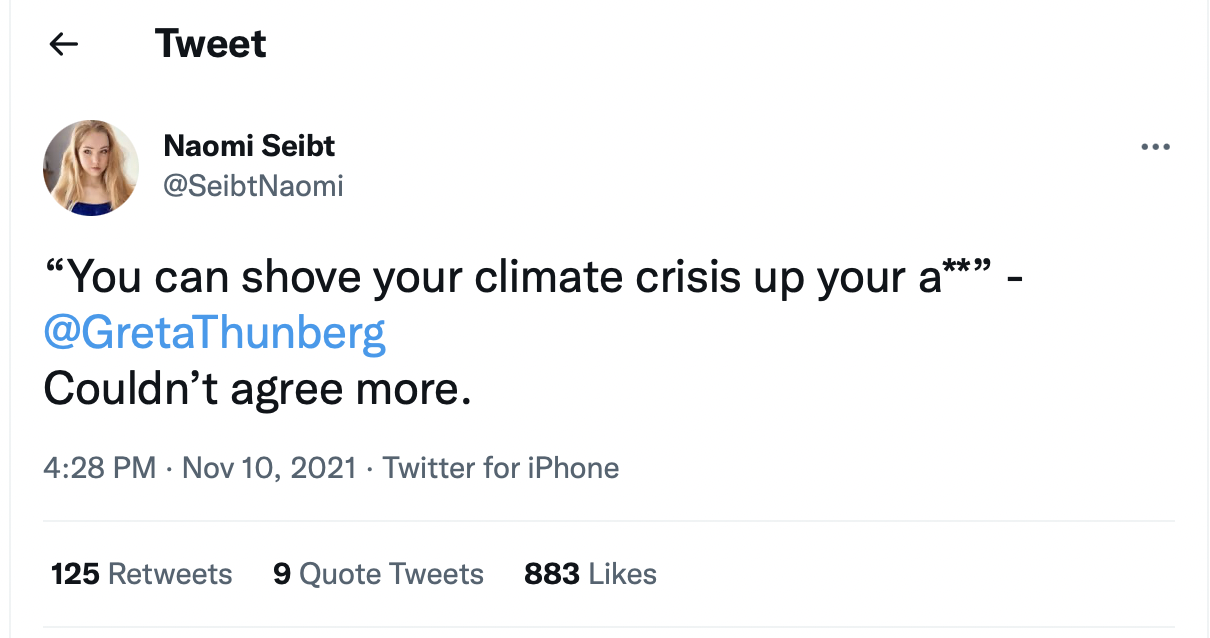 Tweet
Naomi Seibt
@SeibtNaomi
“You can shove your climate crisis up your a**” -
@GretaThunberg
Couldn’t agree more.
4:28 PM · Nov 10, 2021 · Twitter for iPhone
125 Retweets 9 Quote Tweets 883 Likes